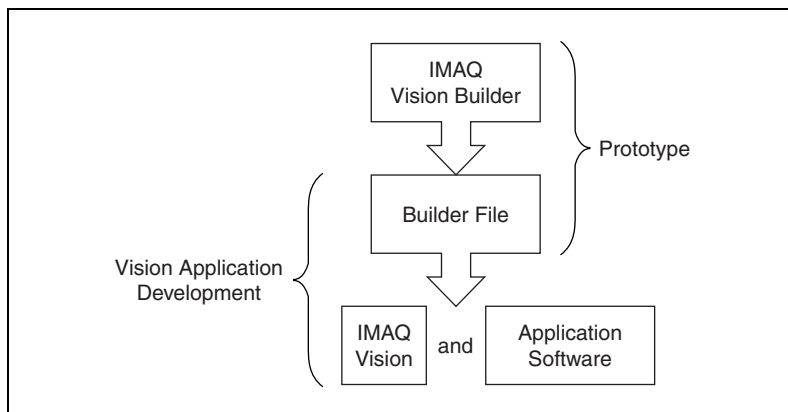 IMAQ
Vision Builder
Prototype
Builder File
Vision Application
Development
IMAQ
Vision
and
Application
Software